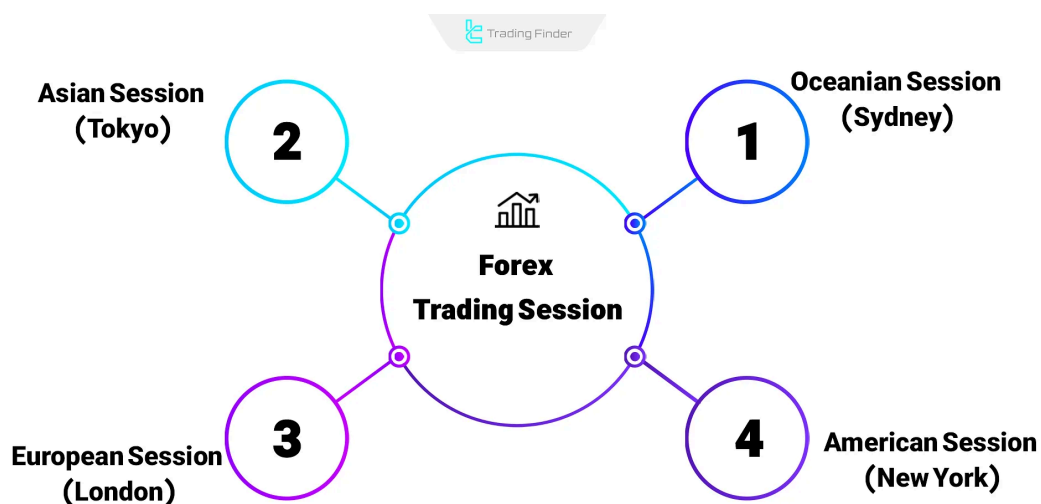 Trading Finder
Oceanian Session
(Sydney)
1
Asian Session
(Tokyo)
2
Forex
Trading Session
3
European Session
(London)
4
American Session
(New York)